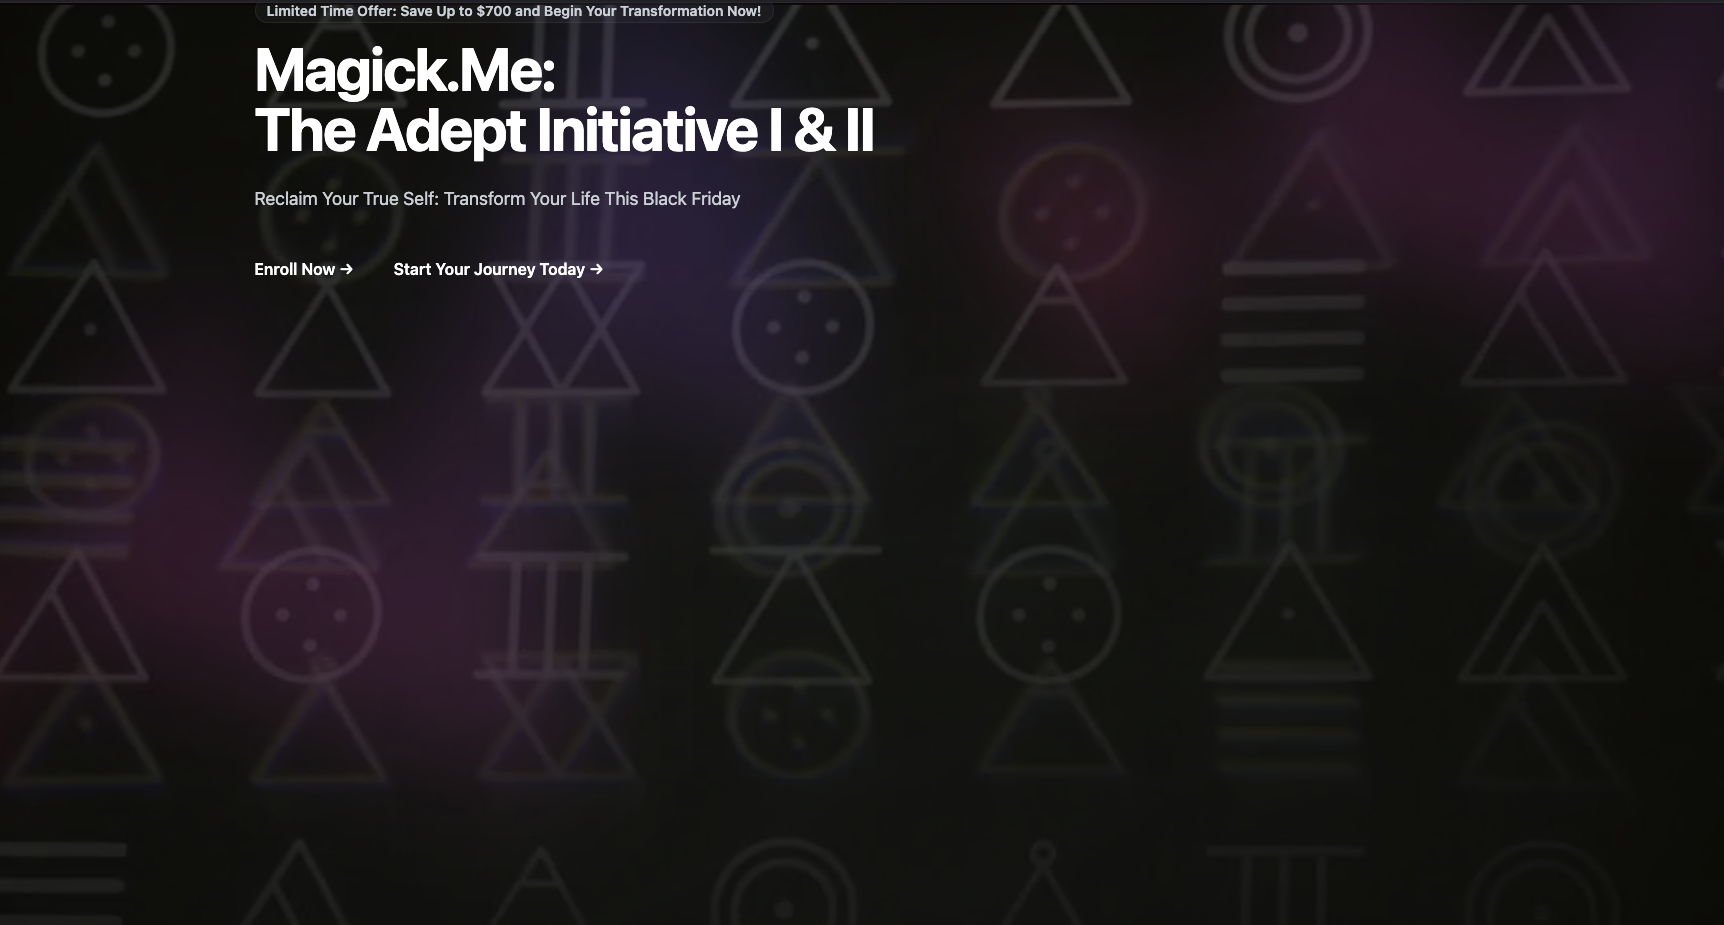 Limited Time Offer: Save Up to $700 and Begin Your Transformation Now!
Magick.Me:
The Adept Initiative I & II
Reclaim Your True Self: Transform Your Life This Black Friday
Enroll Now → Start Your Journey Today →